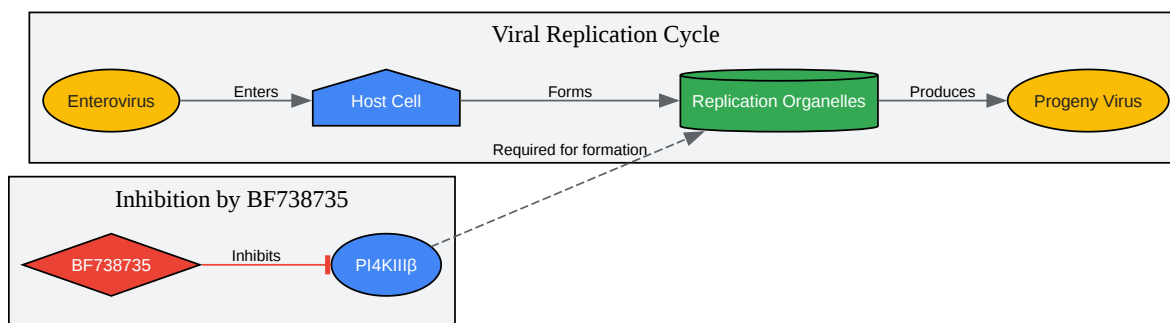 Viral Replication Cycle
Enterovirus
Enters
Host Cell
Forms
Replication Organelles
Produces
Progeny Virus
Required for formation
Inhibition by BF738735
BF738735
Inhibits
PI4KIIIβ